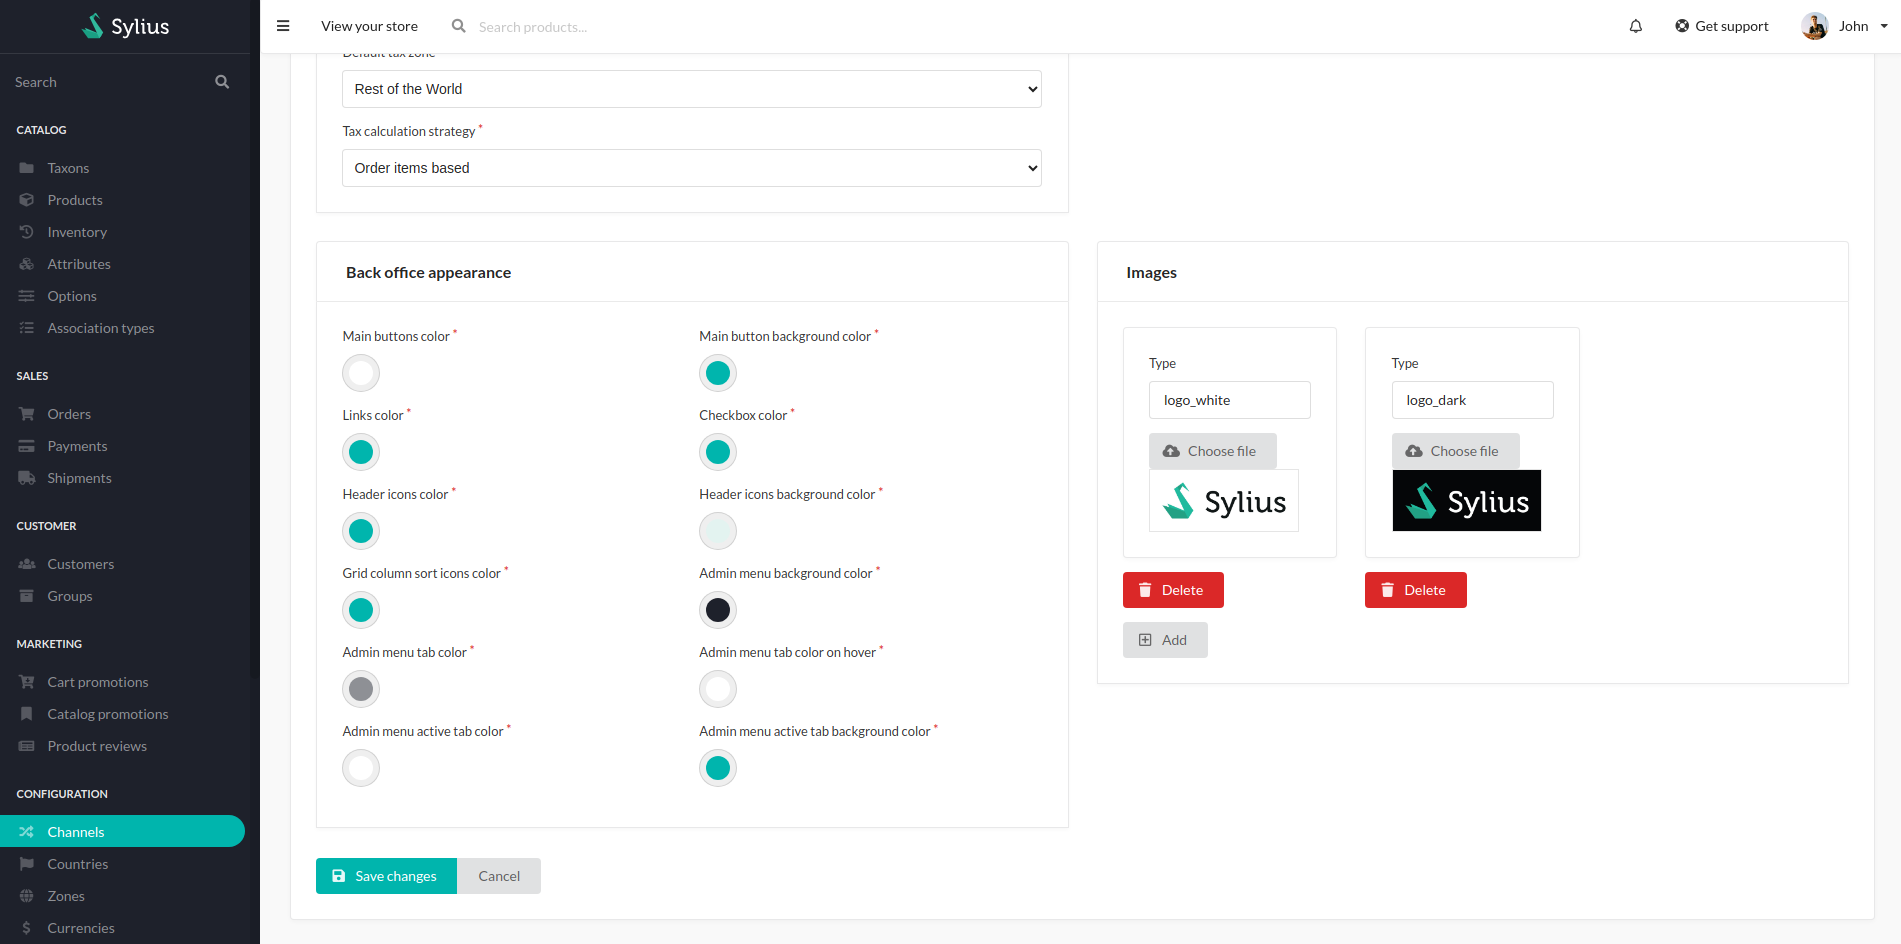 Sylius
View your store
Search products...
Get support
John
Search
CATALOG
Taxons
Products
Inventory
Attributes
Options
Association types
SALES
Orders
Payments
Shipments
CUSTOMER
Customers
Groups
MARKETING
Cart promotions
Catalog promotions
Product reviews
CONFIGURATION
Channels
Countries
Zones
Currencies
Default tax zone
Rest of the World
Tax calculation strategy *
Order items based
Back office appearance
Main buttons color *
Main button background color *
Links color *
Checkbox color *
Header icons color *
Header icons background color *
Grid column sort icons color *
Admin menu background color *
Admin menu tab color *
Admin menu tab color on hover *
Admin menu active tab color *
Admin menu active tab background color *
Images
Type
logo_white
Choose file
Sylius
Delete
Type
logo_dark
Choose file
Sylius
Delete
Add
Save changes
Cancel